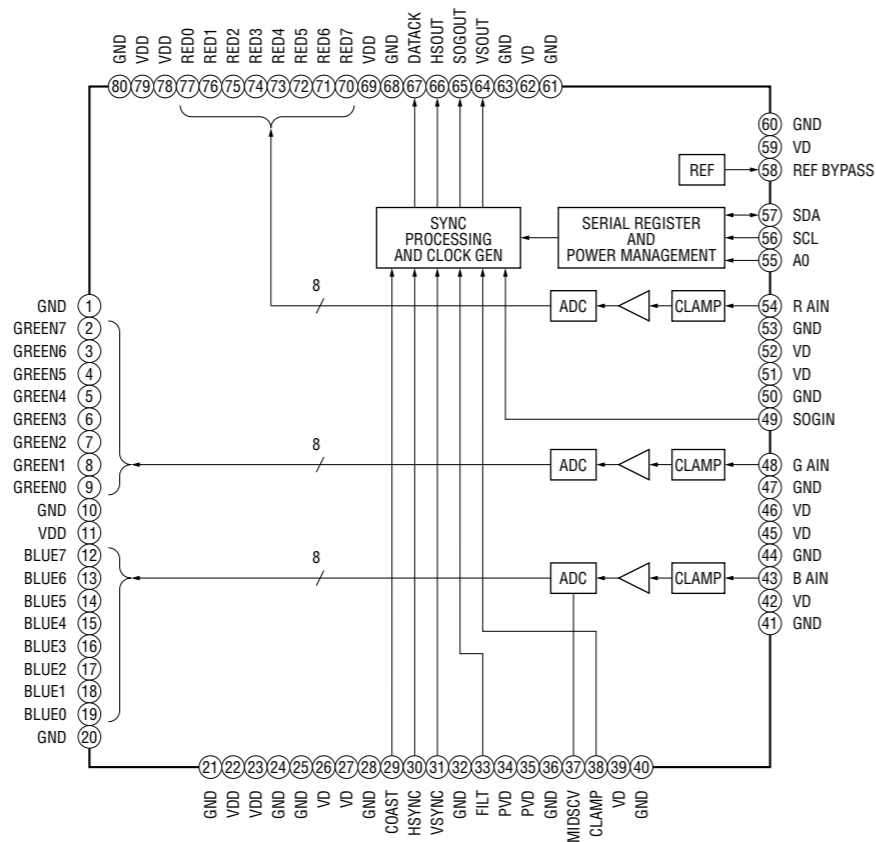 GND
VDD
VDD
RED0
RED1
RED2
RED3
RED4
RED5
RED6
RED7
VDD
GND
DATACK
HSOUT
SOGOUT
VSOUT
GND
VD
GND
80 79 78 77 76 75 74 73 72 71 70 69 68 67 66 65 64 63 62 61
60 GND
59 VD
REF
58 REF BYPASS
SYNC
PROCESSING
AND CLOCK GEN
SERIAL REGISTER
AND
POWER MANAGEMENT
57 SDA
56 SCL
55 A0
GND 1
8
ADC
CLAMP
54 R AIN
GREEN7 2
53 GND
GREEN6 3
52 VD
GREEN5 4
51 VD
GREEN4 5
50 GND
GREEN3 6
49 SOGIN
GREEN2 7
GREEN1 8
8
ADC
CLAMP
48 G AIN
GREEN0 9
47 GND
GND 10
46 VD
VDD 11
45 VD
BLUE7 12
44 GND
BLUE6 13
8
ADC
CLAMP
43 B AIN
BLUE5 14
42 VD
BLUE4 15
41 GND
BLUE3 16
BLUE2 17
BLUE1 18
BLUE0 19
GND 20
21 22 23 24 25 26 27 28 29 30 31 32 33 34 35 36 37 38 39 40
GND
VDD
VDD
GND
GND
VD
VD
GND
COAST
HSYNC
VSYNC
GND
FILT
PVD
PVD
GND
MIDSCV
CLAMP
VD
GND